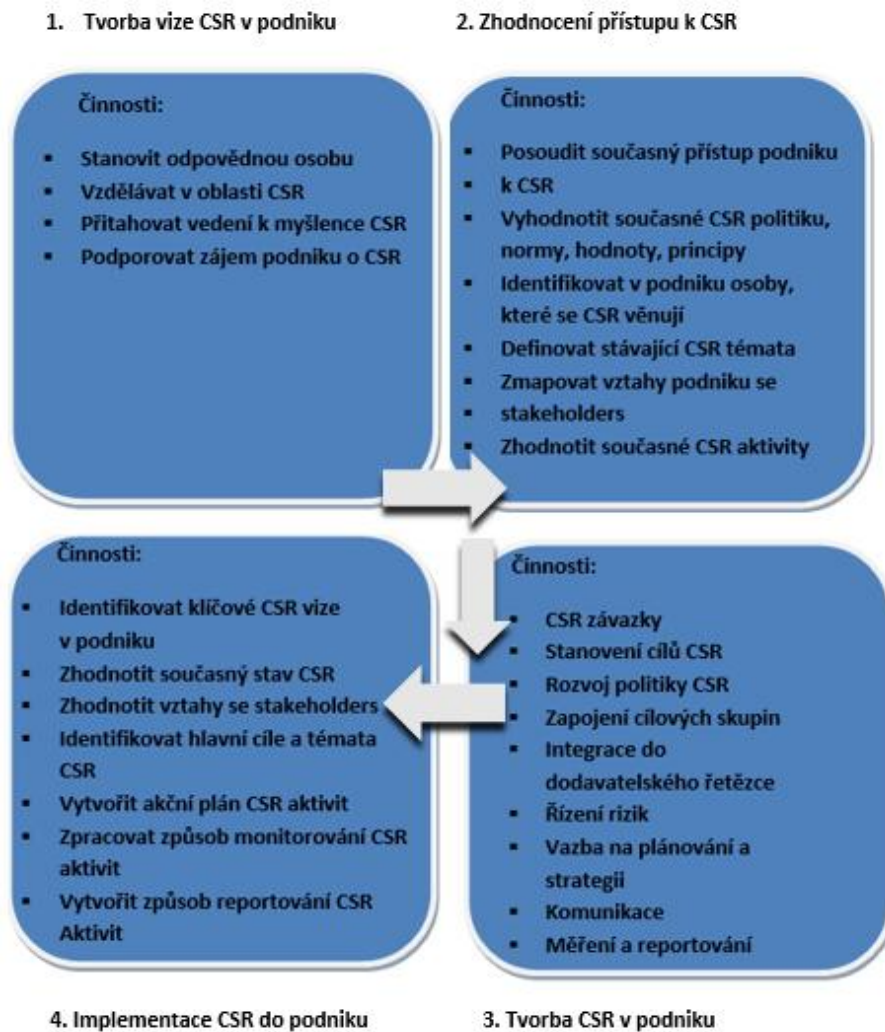 1. Tvorba vize CSR v podniku
2. Zhodnocení přístupu k CSR
Činnosti:
▪ Stanovit odpovědnou osobu
▪ Vzdělávat v oblasti CSR
▪ Přitahovat vedení k myšlence CSR
▪ Podporovat zájem podniku o CSR
Činnosti:
▪ Posoudit současný přístup podniku
▪ k CSR
▪ Vyhodnotit současné CSR politiku,
normy, hodnoty, principy
▪ Identifikovat v podniku osoby,
které se CSR věnují
▪ Definovat stávající CSR témata
▪ Zmapovat vztahy podniku se
▪ stakeholders
▪ Zhodnotit současné CSR aktivity
Činnosti:
▪ Identifikovat klíčové CSR vize
v podniku
▪ Zhodnotit současný stav CSR
▪ Zhodnotit vztahy se stakeholders
▪ Identifikovat hlavní cíle a témata
CSR
▪ Vytvořit akční plán CSR aktivit
▪ Zpracovat způsob monitorování CSR
aktivit
▪ Vytvořit způsob reportování CSR
Aktivit
Činnosti:
▪ CSR závazky
▪ Stanovení cílů CSR
▪ Rozvoj politiky CSR
▪ Zapojení cílových skupin
▪ Integrace do
dodavatelského řetězce
▪ Řízení rizik
▪ Vazba na plánování a
strategii
▪ Komunikace
▪ Měření a reportování
4. Implementace CSR do podniku
3. Tvorba CSR v podniku